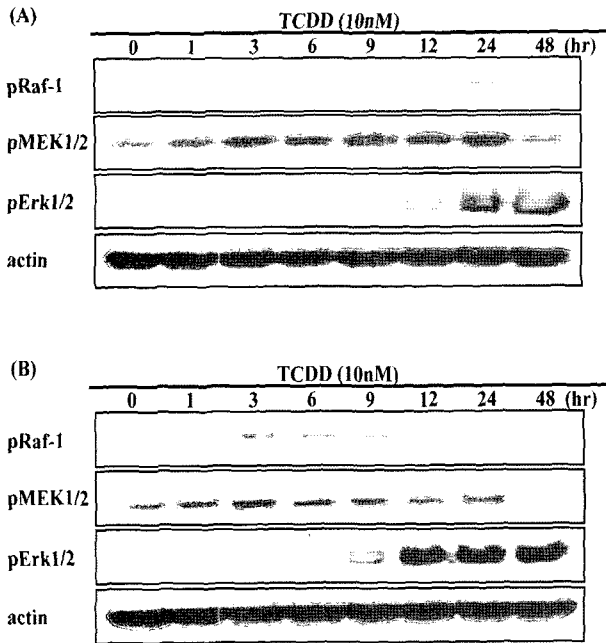 (A)
TCDD (10nM)
0 1 3 6 9 12 24 48 (hr)
pRaf-1
pMEK1/2
pErk1/2
actin
(B)
TCDD (10nM)
0 1 3 6 9 12 24 48 (hr)
pRaf-1
pMEK1/2
pErk1/2
actin